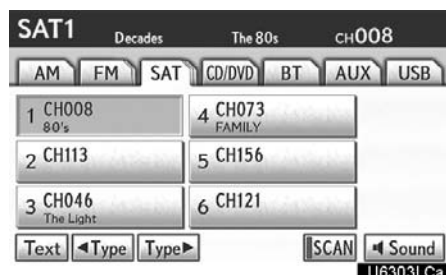 SAT1 Decades The 80s CH008
AM FM SAT CD/DVD BT AUX USB
1 CH008
80's
4 CH073
FAMILY
2 CH113
5 CH156
3 CH046
The Light
6 CH121
Text ◄Type Type► SCAN Sound